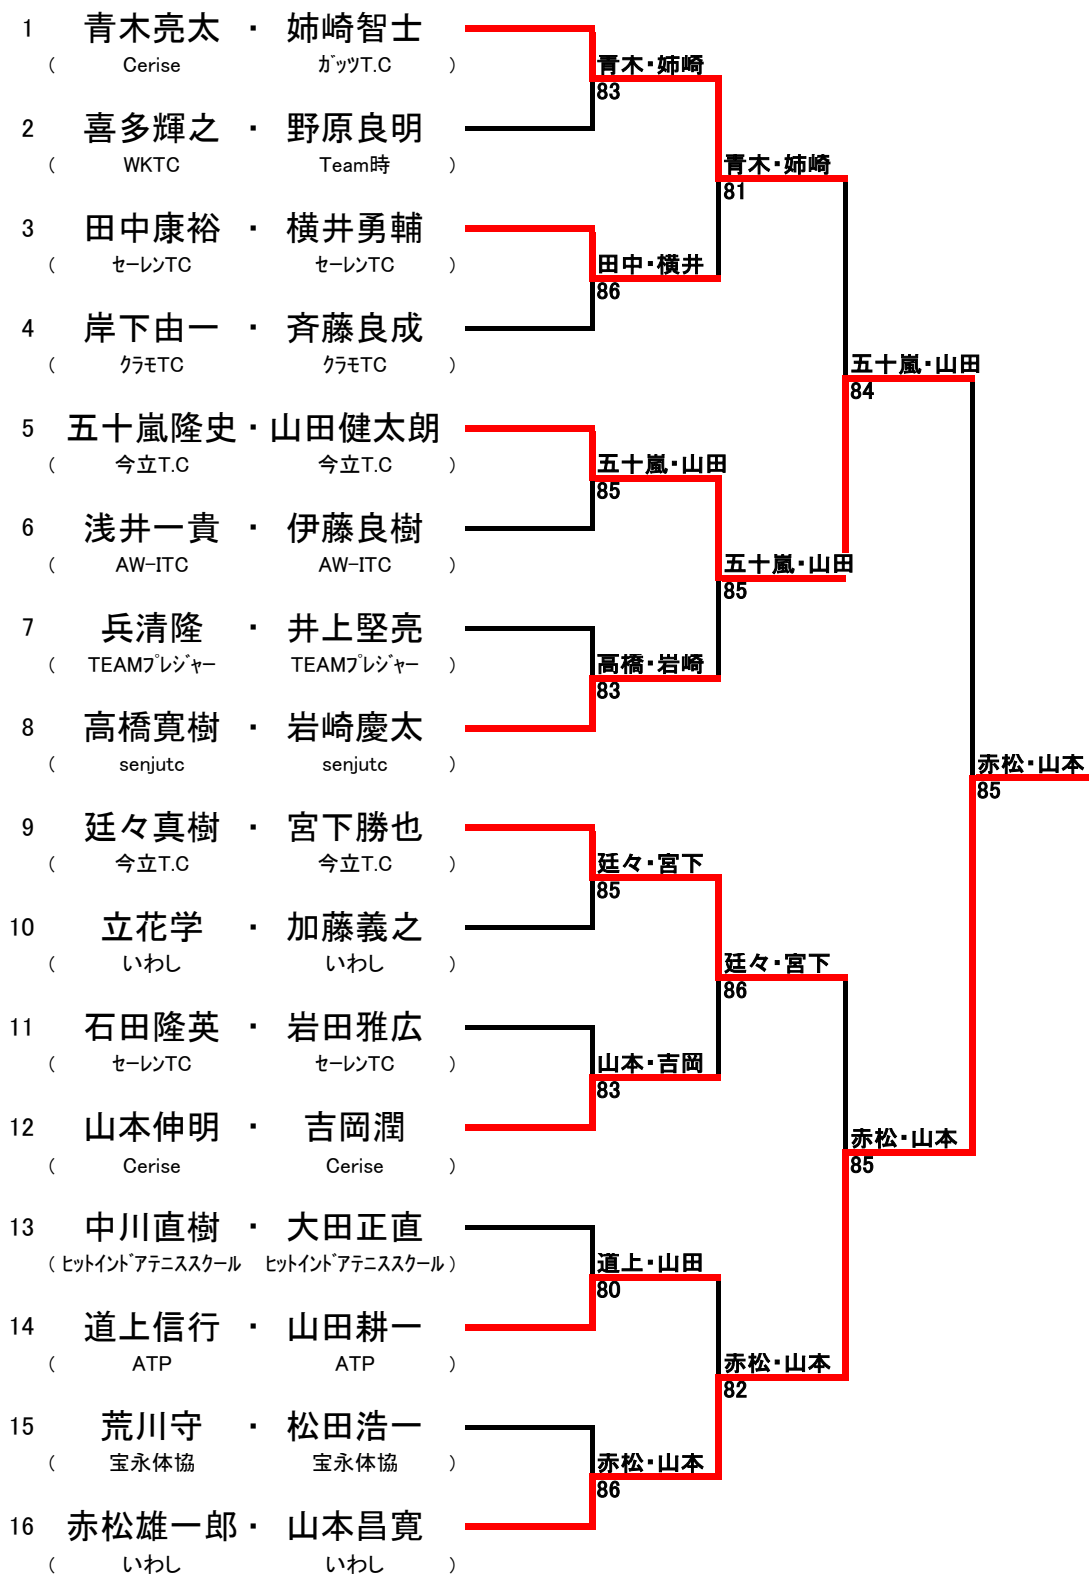 1 青木亮太 ・ 姉崎智士
( Cerise ｶﾞｯﾂT.C )
青木・姉崎
83
2 喜多輝之 ・ 野原良明
( WKTC Team時 )
青木・姉崎
81
3 田中康裕 ・ 横井勇輔
( ｾｰﾚﾝTC ｾｰﾚﾝTC )
田中・横井
86
4 岸下由一 ・ 斉藤良成
( ｸﾗﾓTC ｸﾗﾓTC )
五十嵐・山田
84
5 五十嵐隆史 ・ 山田健太朗
( 今立T.C 今立T.C )
五十嵐・山田
85
6 浅井一貴 ・ 伊藤良樹
( AW-ITC AW-ITC )
五十嵐・山田
85
7 兵清隆 ・ 井上堅亮
( TEAMﾌﾟﾚｼﾞｬｰ TEAMﾌﾟﾚｼﾞｬｰ )
高橋・岩崎
83
8 高橋寛樹 ・ 岩崎慶太
( senjutc senjutc )
赤松・山本
85
9 廷々真樹 ・ 宮下勝也
( 今立T.C 今立T.C )
廷々・宮下
85
10 立花学 ・ 加藤義之
( いわし いわし )
廷々・宮下
86
11 石田隆英 ・ 岩田雅広
( ｾｰﾚﾝTC ｾｰﾚﾝTC )
山本・吉岡
83
12 山本伸明 ・ 吉岡潤
( Cerise Cerise )
赤松・山本
85
13 中川直樹 ・ 大田正直
( ﾋｯﾄｲﾝﾄﾞｱﾃﾆｽｽｸｰﾙ ﾋｯﾄｲﾝﾄﾞｱﾃﾆｽｽｸｰﾙ )
道上・山田
80
14 道上信行 ・ 山田耕一
( ATP ATP )
赤松・山本
82
15 荒川守 ・ 松田浩一
( 宝永体協 宝永体協 )
赤松・山本
86
16 赤松雄一郎 ・ 山本昌寛
( いわし いわし )